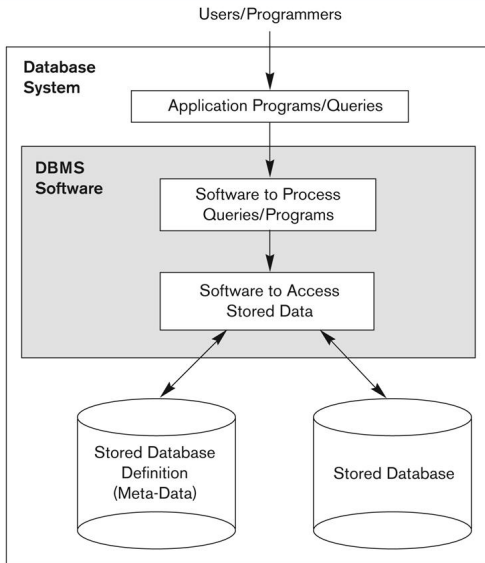 Users/Programmers
Database
System
Application Programs/Queries
DBMS
Software
Software to Process
Queries/Programs
Software to Access
Stored Data
Stored Database
Definition
(Meta-Data)
Stored Database